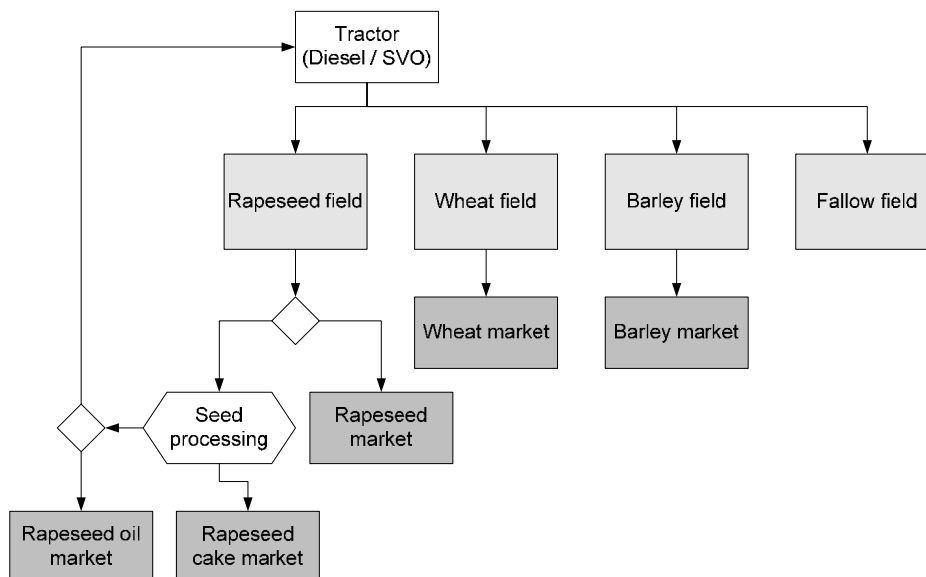 Tractor
(Diesel / SVO)
Rapeseed field
Wheat field
Barley field
Fallow field
Wheat market
Barley market
Seed
processing
Rapeseed
market
Rapeseed oil
market
Rapeseed
cake market